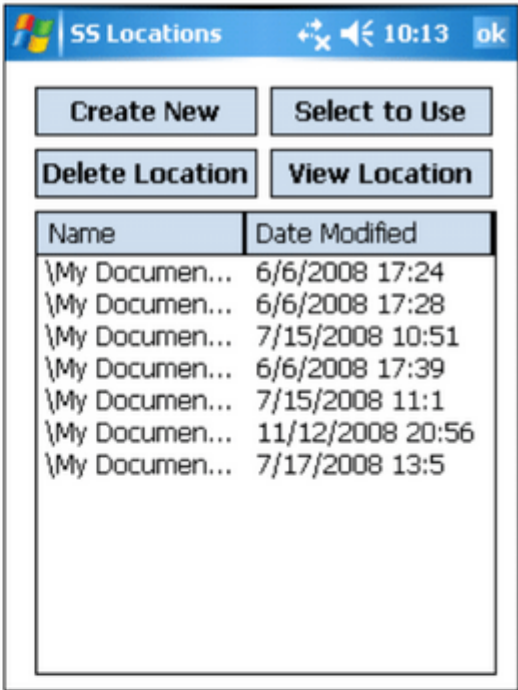 SS Locations 10:13 ok
Create New Select to Use
Delete Location View Location
Name Date Modified
\My Documen... 6/6/2008 17:24
\My Documen... 6/6/2008 17:28
\My Documen... 7/15/2008 10:51
\My Documen... 6/6/2008 17:39
\My Documen... 7/15/2008 11:1
\My Documen... 11/12/2008 20:56
\My Documen... 7/17/2008 13:5